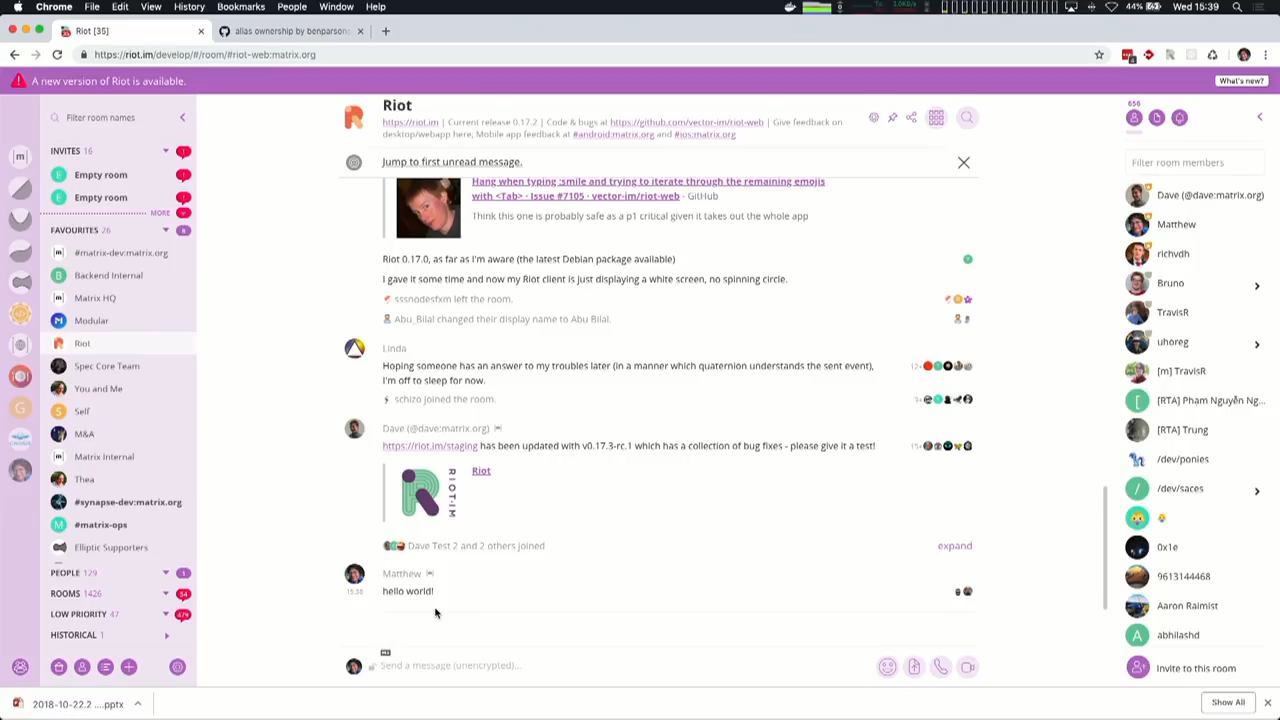 Chrome File Edit View History Bookmarks People Window Help
44% Wed 15:39
Riot [35]
alias ownership by benparson
https://riot.im/develop/#/room/#riot-web:matrix.org
A new version of Riot is available.
What's new?
Filter room names
INVITES 16
Empty room
Empty room
MORE
FAVOURITES 26
#matrix-dev:matrix.org
Backend Internal
Matrix HQ
Modular
Riot
Spec Core Team
You and Me
Self
M&A
Matrix Internal
Thea
#synapse-dev:matrix.org
#matrix-ops
Elliptic Supporters
PEOPLE 129
ROOMS 1426 54
LOW PRIORITY 47 479
HISTORICAL 1
Riot
https://riot.im | Current release 0.17.2 | Code & bugs at https://github.com/vector-im/riot-web | Give feedback on
desktop/webapp here; Mobile app feedback at #android:matrix.org and #ios:matrix.org
Jump to first unread message.
Hang when typing :smile and trying to iterate through the remaining emojis
with <Tab> · Issue #7105 · vector-im/riot-web - GitHub
Think this one is probably safe as a p1 critical given it takes out the whole app
Riot 0.17.0, as far as I'm aware (the latest Debian package available)
I gave it some time and now my Riot client is just displaying a white screen, no spinning circle.
sssnodesfxm left the room.
Abu_Bilal changed their display name to Abu Bilal.
Linda
Hoping someone has an answer to my troubles later (in a manner which quaternion understands the sent event),
I'm off to sleep for now.
12+
schizo joined the room.
Dave (@dave:matrix.org)
https://riot.im/staging has been updated with v0.17.3-rc.1 which has a collection of bug fixes - please give it a test!
15+
Riot
RIOT·IM
Dave Test 2 and 2 others joined
expand
Matthew
15:38 hello world!
Send a message (unencrypted)...
656
Filter room members
Dave (@dave:matrix.org)
Matthew
richvdh
Bruno
TravisR
uhoreg
[m] TravisR
[RTA] Phạm Nguyễn Ng...
[RTA] Trung
/dev/ponies
/dev/saces
0x1e
9613144468
Aaron Raimist
abhilashd
Invite to this room
2018-10-22.2 ....pptx
Show All